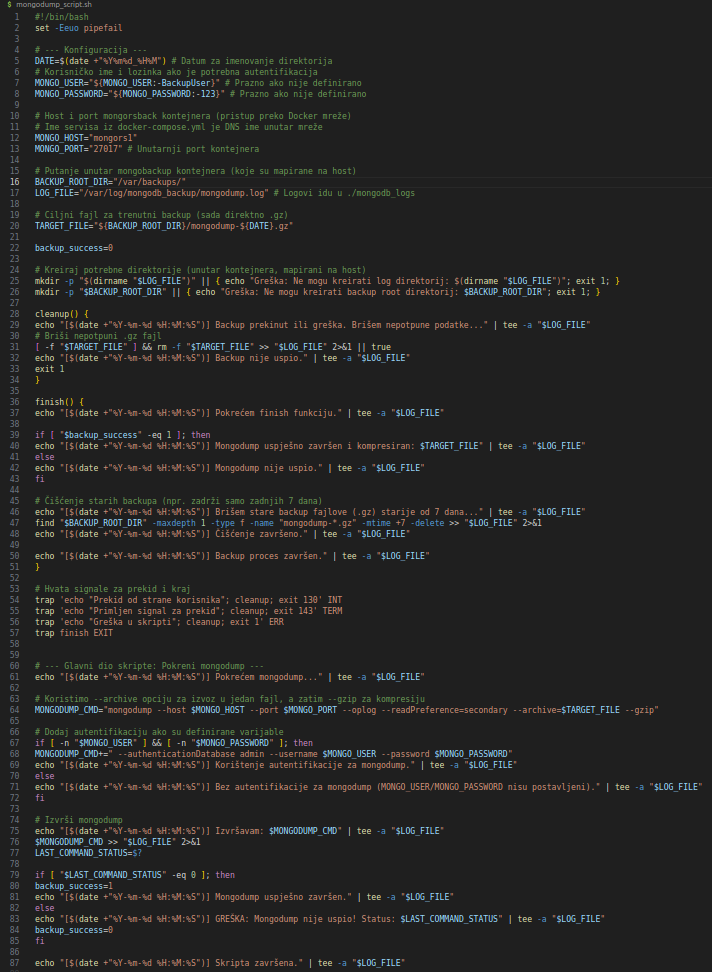 $ mongodump_script.sh
1 #!/bin/bash
2 set -Eeuo pipefail
3
4 # --- Konfiguracija ---
5 DATE=$(date +"%Y%m%d_%H%M") # Datum za imenovanje direktorija
6 # Korisničko ime i lozinka ako je potrebna autentifikacija
7 MONGO_USER="${MONGO_USER:-BackupUser}" # Prazno ako nije definirano
8 MONGO_PASSWORD="${MONGO_PASSWORD:-123}" # Prazno ako nije definirano
9
10 # Host i port mongorsback kontejnera (pristup preko Docker mreže)
11 # Ime servisa iz docker-compose.yml je DNS ime unutar mreže
12 MONGO_HOST="mongors1"
13 MONGO_PORT="27017" # Unutarnji port kontejnera
14
15 # Putanje unutar mongobackup kontejnera (koje su mapirane na host)
16 BACKUP_ROOT_DIR="/var/backups/"
17 LOG_FILE="/var/log/mongodb_backup/mongodump.log" # Logovi idu u ./mongodb_logs
18
19 # Ciljni fajl za trenutni backup (sada direktno .gz)
20 TARGET_FILE="${BACKUP_ROOT_DIR}/mongodump-${DATE}.gz"
21
22 backup_success=0
23
24 # Kreiraj potrebne direktorije (unutar kontejnera, mapirani na host)
25 mkdir -p "$(dirname "$LOG_FILE")" || { echo "Greška: Ne mogu kreirati log direktorij: $(dirname "$LOG_FILE")"; exit 1; }
26 mkdir -p "$BACKUP_ROOT_DIR" || { echo "Greška: Ne mogu kreirati backup root direktorij: $BACKUP_ROOT_DIR"; exit 1; }
27
28 cleanup() {
29 echo "[$(date +"%Y-%m-%d %H:%M:%S")] Backup prekinut ili greška. Brišem nepotpune podatke..." | tee -a "$LOG_FILE"
30 # Briši nepotpuni .gz fajl
31 [ -f "$TARGET_FILE" ] && rm -f "$TARGET_FILE" >> "$LOG_FILE" 2>&1 || true
32 echo "[$(date +"%Y-%m-%d %H:%M:%S")] Backup nije uspio." | tee -a "$LOG_FILE"
33 exit 1
34 }
35
36 finish() {
37 echo "[$(date +"%Y-%m-%d %H:%M:%S")] Pokrećem finish funkciju." | tee -a "$LOG_FILE"
38
39 if [ "$backup_success" -eq 1 ]; then
40 echo "[$(date +"%Y-%m-%d %H:%M:%S")] Mongodump uspješno završen i kompresiran: $TARGET_FILE" | tee -a "$LOG_FILE"
41 else
42 echo "[$(date +"%Y-%m-%d %H:%M:%S")] Mongodump nije uspio." | tee -a "$LOG_FILE"
43 fi
44
45 # Čišćenje starih backupa (npr. zadrži samo zadnjih 7 dana)
46 echo "[$(date +"%Y-%m-%d %H:%M:%S")] Brišem stare backup fajlove (.gz) starije od 7 dana..." | tee -a "$LOG_FILE"
47 find "$BACKUP_ROOT_DIR" -maxdepth 1 -type f -name "mongodump-*.gz" -mtime +7 -delete >> "$LOG_FILE" 2>&1
48 echo "[$(date +"%Y-%m-%d %H:%M:%S")] Čišćenje završeno." | tee -a "$LOG_FILE"
49
50 echo "[$(date +"%Y-%m-%d %H:%M:%S")] Backup proces završen." | tee -a "$LOG_FILE"
51 }
52
53 # Hvata signale za prekid i kraj
54 trap 'echo "Prekid od strane korisnika"; cleanup; exit 130' INT
55 trap 'echo "Primljen signal za prekid"; cleanup; exit 143' TERM
56 trap 'echo "Greška u skripti"; cleanup; exit 1' ERR
57 trap finish EXIT
58
59
60 # --- Glavni dio skripte: Pokreni mongodump ---
61 echo "[$(date +"%Y-%m-%d %H:%M:%S")] Pokrećem mongodump..." | tee -a "$LOG_FILE"
62
63 # Koristimo --archive opciju za izvoz u jedan fajl, a zatim --gzip za kompresiju
64 MONGODUMP_CMD="mongodump --host $MONGO_HOST --port $MONGO_PORT --oplog --readPreference=secondary --archive=$TARGET_FILE --gzip"
65
66 # Dodaj autentifikaciju ako su definirane varijable
67 if [ -n "$MONGO_USER" ] && [ -n "$MONGO_PASSWORD" ]; then
68 MONGODUMP_CMD+=" --authenticationDatabase admin --username $MONGO_USER --password $MONGO_PASSWORD"
69 echo "[$(date +"%Y-%m-%d %H:%M:%S")] Korištenje autentifikacije za mongodump." | tee -a "$LOG_FILE"
70 else
71 echo "[$(date +"%Y-%m-%d %H:%M:%S")] Bez autentifikacije za mongodump (MONGO_USER/MONGO_PASSWORD nisu postavljeni)." | tee -a "$LOG_FILE"
72 fi
73
74 # Izvrši mongodump
75 echo "[$(date +"%Y-%m-%d %H:%M:%S")] Izvršavam: $MONGODUMP_CMD" | tee -a "$LOG_FILE"
76 $MONGODUMP_CMD >> "$LOG_FILE" 2>&1
77 LAST_COMMAND_STATUS=$?
78
79 if [ "$LAST_COMMAND_STATUS" -eq 0 ]; then
80 backup_success=1
81 echo "[$(date +"%Y-%m-%d %H:%M:%S")] Mongodump uspješno završen." | tee -a "$LOG_FILE"
82 else
83 echo "[$(date +"%Y-%m-%d %H:%M:%S")] GREŠKA: Mongodump nije uspio! Status: $LAST_COMMAND_STATUS" | tee -a "$LOG_FILE"
84 backup_success=0
85 fi
86
87 echo "[$(date +"%Y-%m-%d %H:%M:%S")] Skripta završena." | tee -a "$LOG_FILE"